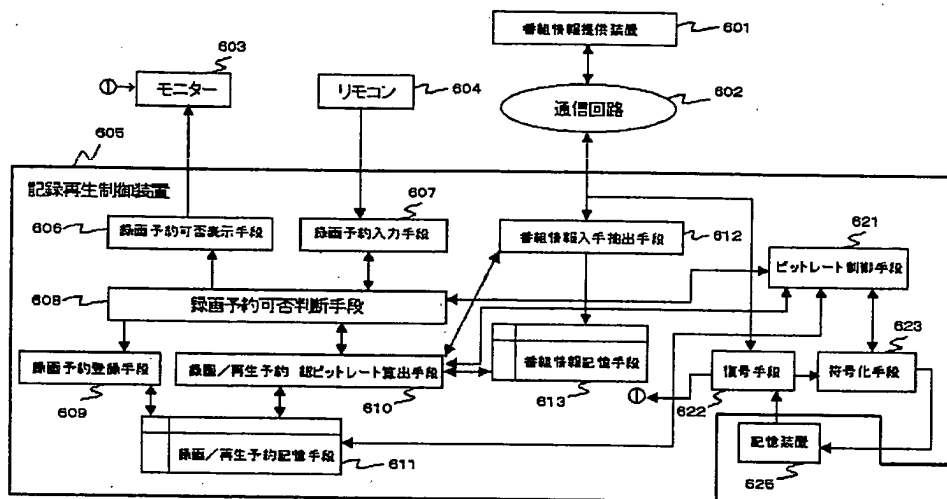 番組情報提供装置
601
603
①
モニター
リモコン
604
通信回路
602
605
記録再生制御装置
607
621
606
録画予約可否表示手段
録画予約入力手段
番組情報入手抽出手段
612
ビットレート制御手段
608
録画予約可否判断手段
623
録画予約登録手段
録画/再生予約 総ビットレート算出手段
番組情報記憶手段
復号手段
符号化手段
609
610
613
①
622
録画/再生予約記憶手段
611
記憶装置
625